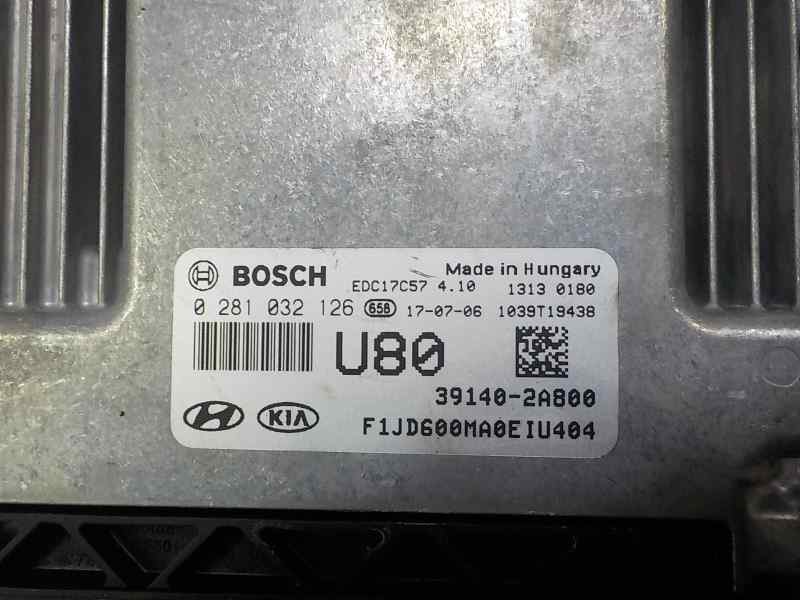 BOSCH
Made in Hungary
EDC17C57 4.10
1313 0180
0 281 032 126 658 17-07-06 1039T19438
U80
39140-2A800
KIA
F1JD600MA0EIU404